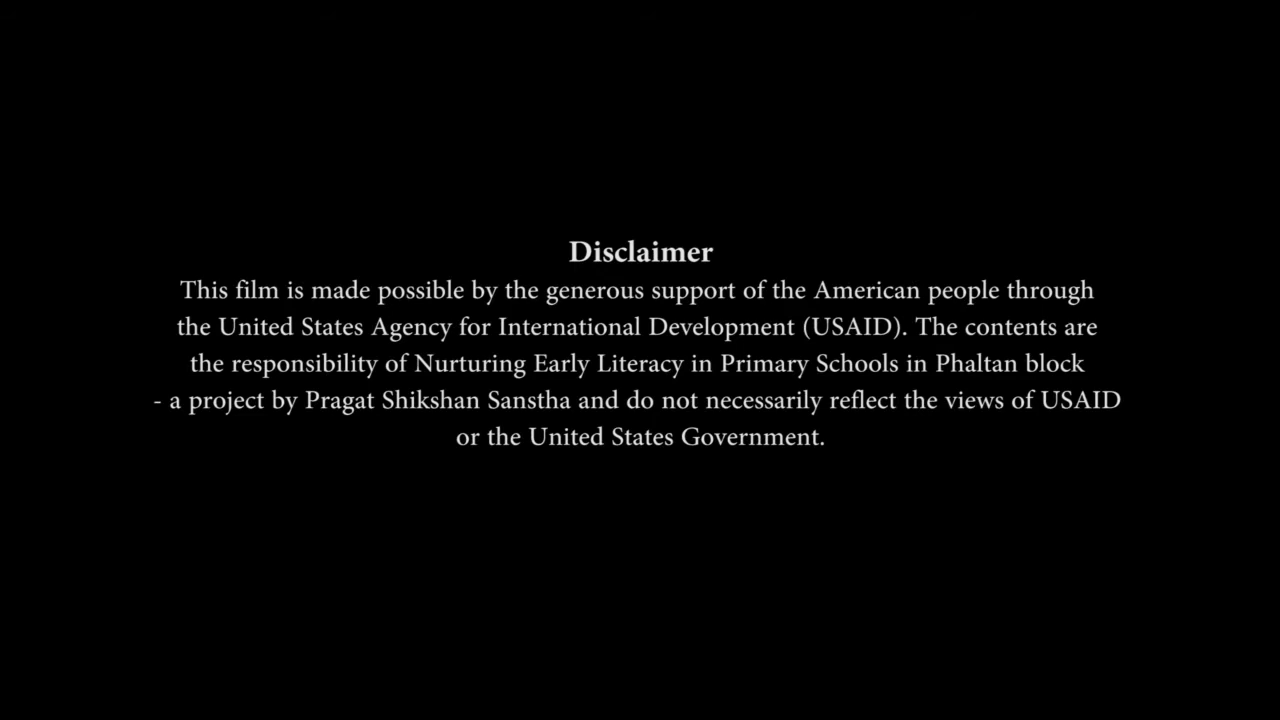 Disclaimer
This film is made possible by the generous support of the American people through
the United States Agency for International Development (USAID). The contents are
the responsibility of Nurturing Early Literacy in Primary Schools in Phaltan block
- a project by Pragat Shikshan Sanstha and do not necessarily reflect the views of USAID
or the United States Government.